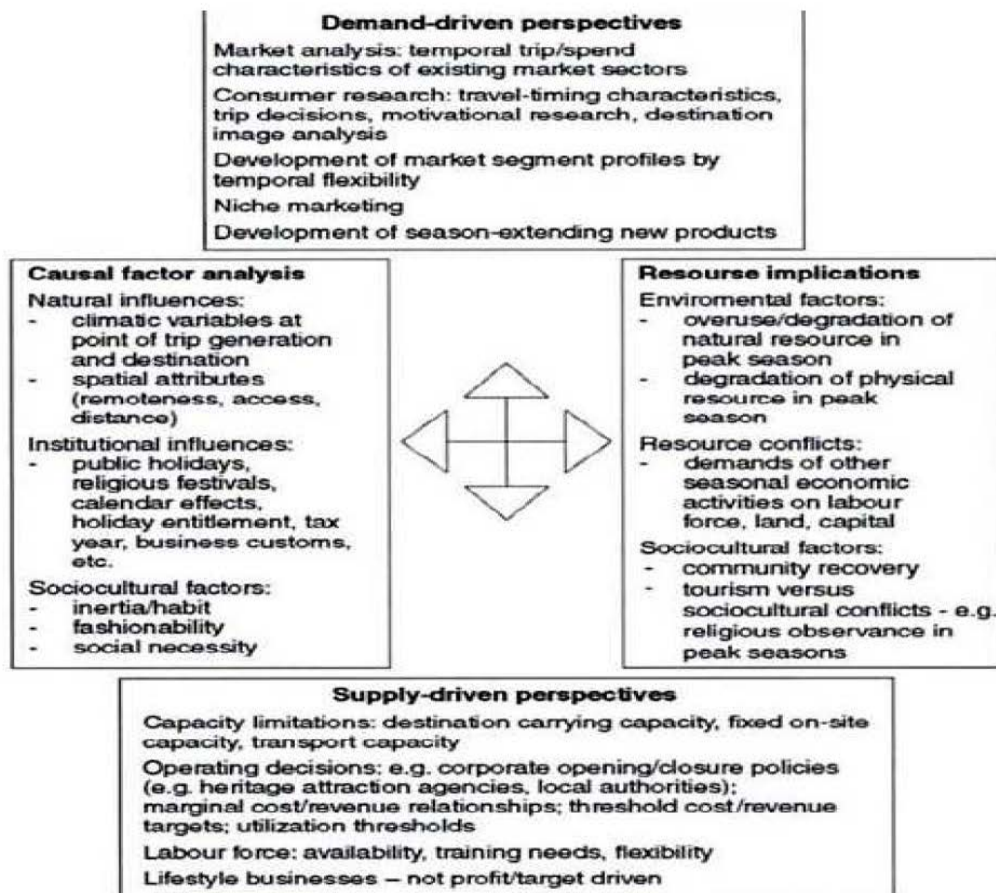 Demand-driven perspectives
Market analysis: temporal trip/spend
characteristics of existing market sectors
Consumer research: travel-timing characteristics,
trip decisions, motivational research, destination
image analysis
Development of market segment profiles by
temporal flexibility
Niche marketing
Development of season-extending new products
Causal factor analysis
Natural influences:
- climatic variables at
point of trip generation
and destination
- spatial attributes
(remoteness, access,
distance)
Institutional influences:
- public holidays,
religious festivals,
calendar effects,
holiday entitlement, tax
year, business customs,
etc.
Sociocultural factors:
- inertia/habit
- fashionability
- social necessity
Resourse implications
Enviromental factors:
- overuse/degradation of
natural resource in
peak season
- degradation of physical
resource in peak
season
Resource conflicts:
- demands of other
seasonal economic
activities on labour
force, land, capital
Sociocultural factors:
- community recovery
- tourism versus
sociocultural conflicts - e.g.
religious observance in
peak seasons
Supply-driven perspectives
Capacity limitations: destination carrying capacity, fixed on-site
capacity, transport capacity
Operating decisions: e.g. corporate opening/closure policies
(e.g. heritage attraction agencies, local authorities);
marginal cost/revenue relationships; threshold cost/revenue
targets; utilization thresholds
Labour force: availability, training needs, flexibility
Lifestyle businesses – not profit/target driven